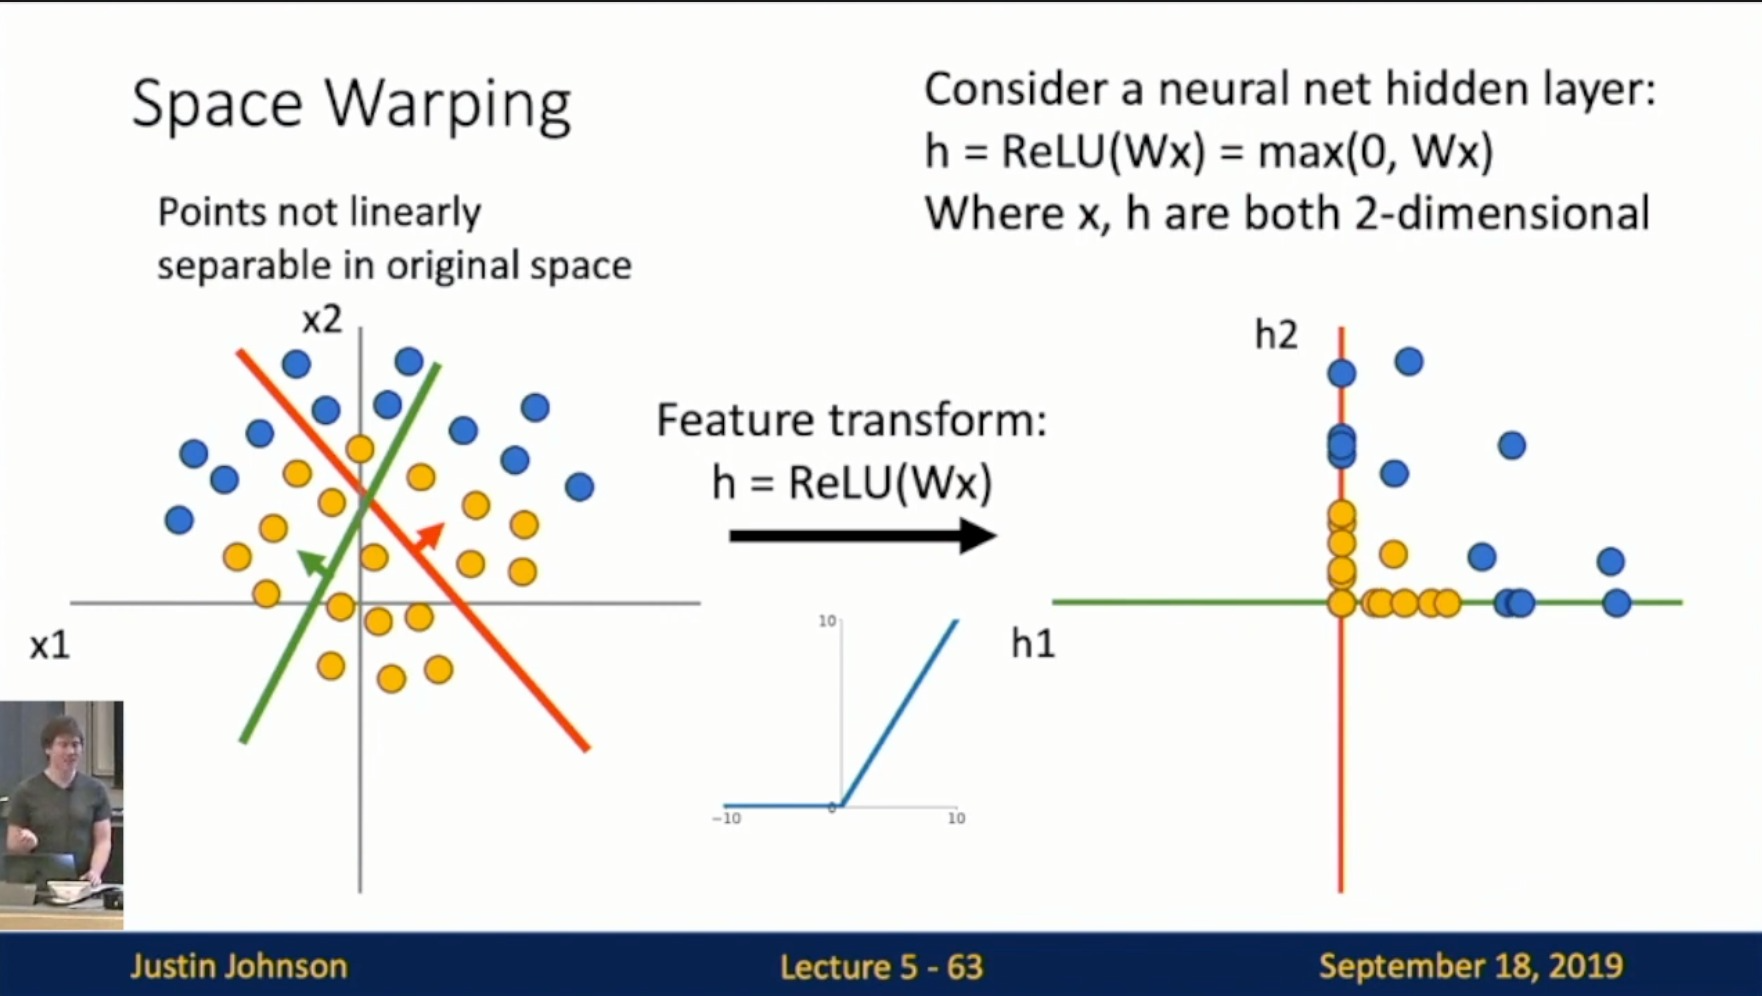 Space Warping
Consider a neural net hidden layer:
h = ReLU(Wx) = max(0, Wx)
Where x, h are both 2-dimensional
Points not linearly
separable in original space
x2
x1
Feature transform:
h = ReLU(Wx)
10
0
-10
10
h2
h1
Justin Johnson
Lecture 5 - 63
September 18, 2019